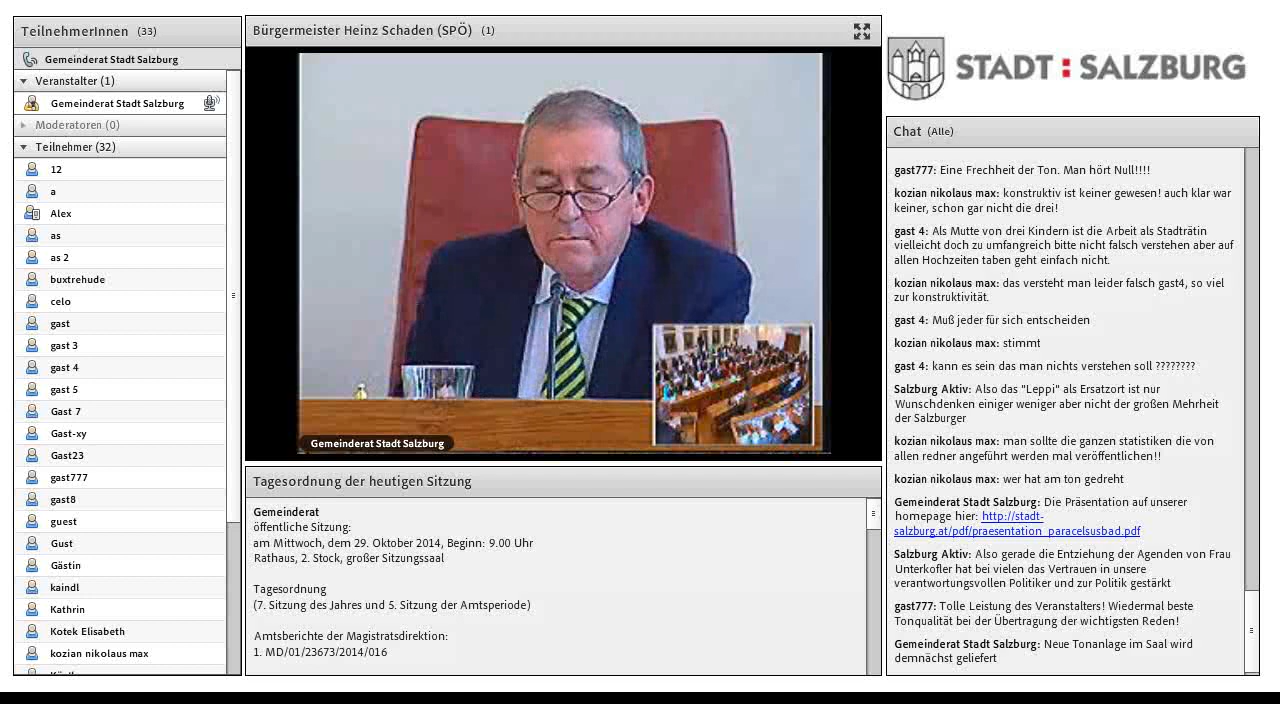 TeilnehmerInnen (33)
Gemeinderat Stadt Salzburg
Veranstalter (1)
Gemeinderat Stadt Salzburg
Moderatoren (0)
Teilnehmer (32)
12
a
Alex
as
as 2
buxtrehude
celo
gast
gast 3
gast 4
gast 5
Gast 7
Gast-xy
Gast23
gast777
gast8
guest
Gust
Gästin
kaindl
Kathrin
Kotek Elisabeth
kozian nikolaus max
Bürgermeister Heinz Schaden (SPÖ) (1)
Gemeinderat Stadt Salzburg
Tagesordnung der heutigen Sitzung
Gemeinderat
öffentliche Sitzung:
am Mittwoch, dem 29. Oktober 2014, Beginn: 9.00 Uhr
Rathaus, 2. Stock, großer Sitzungssaal
Tagesordnung
(7. Sitzung des Jahres und 5. Sitzung der Amtsperiode)
Amtsberichte der Magistratsdirektion:
1. MD/01/23673/2014/016
STADT : SALZBURG
Chat (Alle)
gast777: Eine Frechheit der Ton. Man hört Null!!!!
kozian nikolaus max: konstruktiv ist keiner gewesen! auch klar war
keiner, schon gar nicht die drei!
gast 4: Als Mutte von drei Kindern ist die Arbeit als Stadträtin
vielleicht doch zu umfangreich bitte nicht falsch verstehen aber auf
allen Hochzeiten taben geht einfach nicht.
kozian nikolaus max: das versteht man leider falsch gast4, so viel
zur konstruktivität.
gast 4: Muß jeder für sich entscheiden
kozian nikolaus max: stimmt
gast 4: kann es sein das man nichts verstehen soll ????????
Salzburg Aktiv: Also das "Leppi" als Ersatzort ist nur
Wunschdenken einiger weniger aber nicht der großen Mehrheit
der Salzburger
kozian nikolaus max: man sollte die ganzen statistiken die von
allen redner angeführt werden mal veröffentlichen!!
kozian nikolaus max: wer hat am ton gedreht
Gemeinderat Stadt Salzburg: Die Präsentation auf unserer
homepage hier: http://stadt-
salzburg.at/pdf/praesentation_paracelsusbad.pdf
Salzburg Aktiv: Also gerade die Entziehung der Agenden von Frau
Unterkofler hat bei vielen das Vertrauen in unsere
verantwortungsvollen Politiker und zur Politik gestärkt
gast777: Tolle Leistung des Veranstalters! Wiedermal beste
Tonqualität bei der Übertragung der wichtigsten Reden!
Gemeinderat Stadt Salzburg: Neue Tonanlage im Saal wird
demnächst geliefert